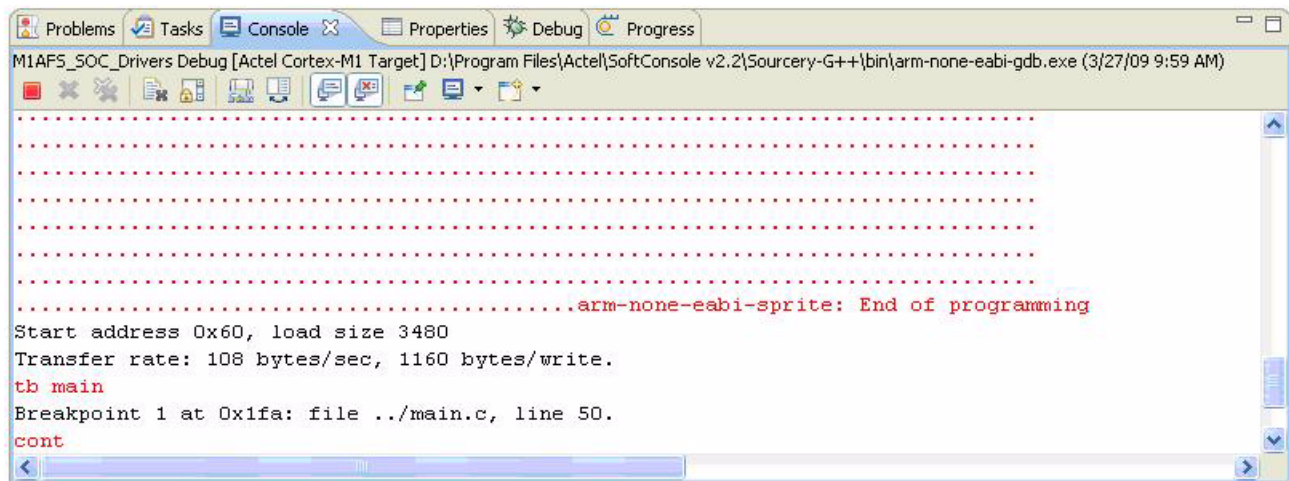 Problems Tasks Console Properties Debug Progress
M1AFS_SOC_Drivers Debug [Actel Cortex-M1 Target] D:\Program Files\Actel\SoftConsole v2.2\Sourcery-G++\bin\arm-none-eabi-gdb.exe (3/27/09 9:59 AM)
................................................................................
................................................................................
................................................................................
................................................................................
................................................................................
................................................................................
................................................................................
............................................arm-none-eabi-sprite: End of programming
Start address 0x60, load size 3480
Transfer rate: 108 bytes/sec, 1160 bytes/write.
tb main
Breakpoint 1 at 0x1fa: file ../main.c, line 50.
cont